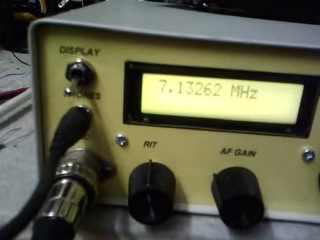 DISPLAY
7.13262 MHz
PHONES
RIT
AF GAIN